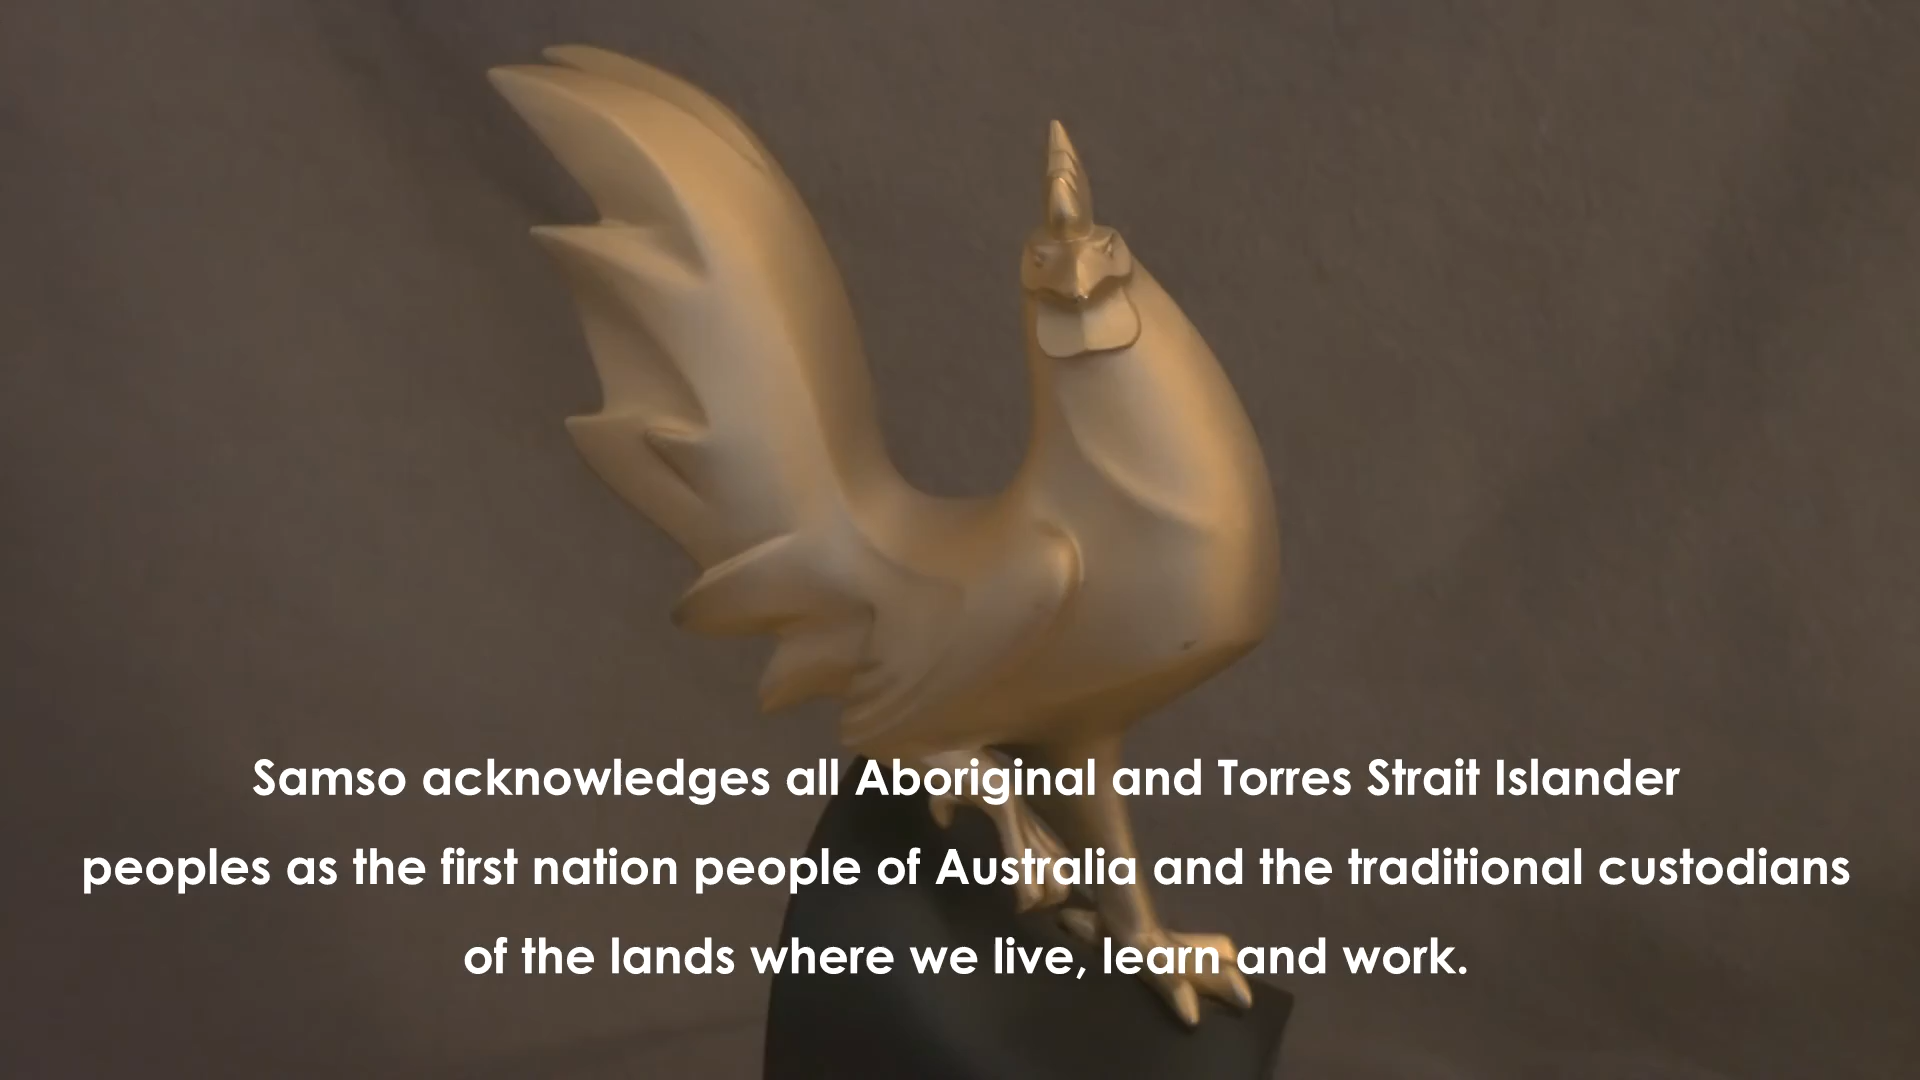 Samso acknowledges all Aboriginal and Torres Strait Islander
peoples as the first nation people of Australia and the traditional custodians
of the lands where we live, learn and work.